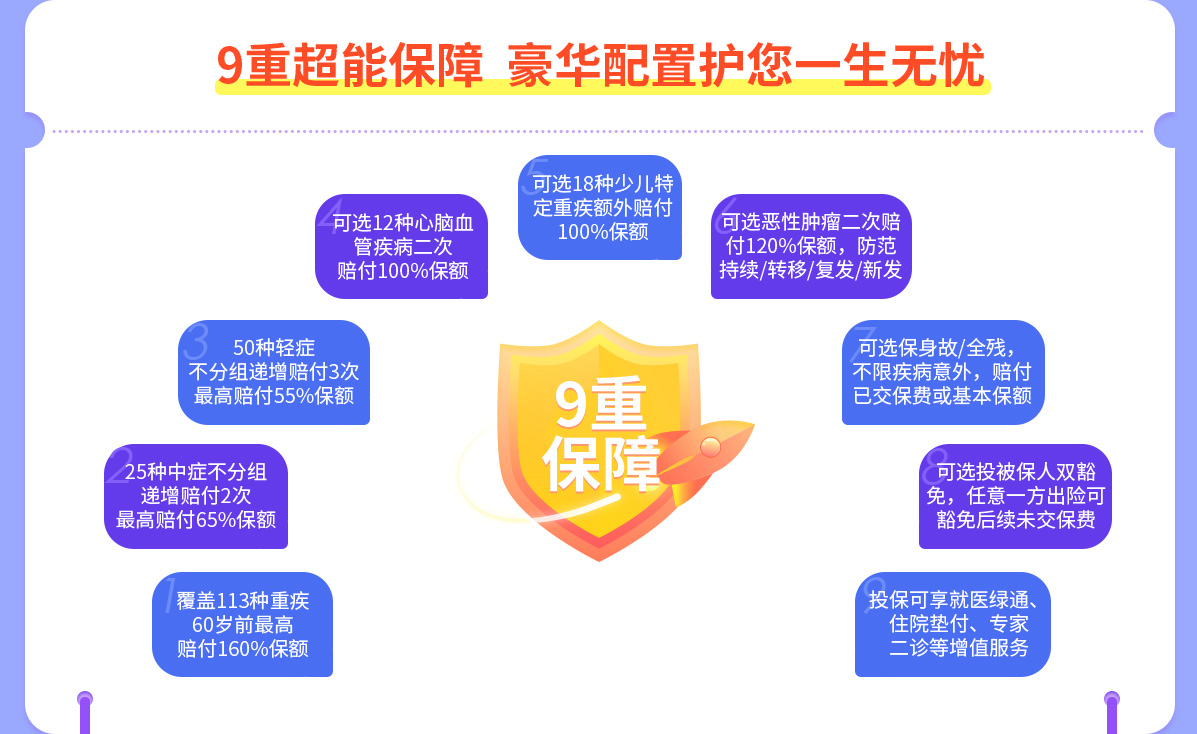 9重超能保障 豪华配置护您一生无忧
1
覆盖113种重疾
60岁前最高
赔付160%保额
2
25种中症不分组
递增赔付2次
最高赔付65%保额
3
50种轻症
不分组递增赔付3次
最高赔付55%保额
4
可选12种心脑血
管疾病二次
赔付100%保额
5
可选18种少儿特
定重疾额外赔付
100%保额
6
可选恶性肿瘤二次赔
付120%保额，防范
持续/转移/复发/新发
7
可选保身故/全残，
不限疾病意外，赔付
已交保费或基本保额
8
可选投被保人双豁
免，任意一方出险可
豁免后续未交保费
9
投保可享就医绿通、
住院垫付、专家
二诊等增值服务
9重
保障